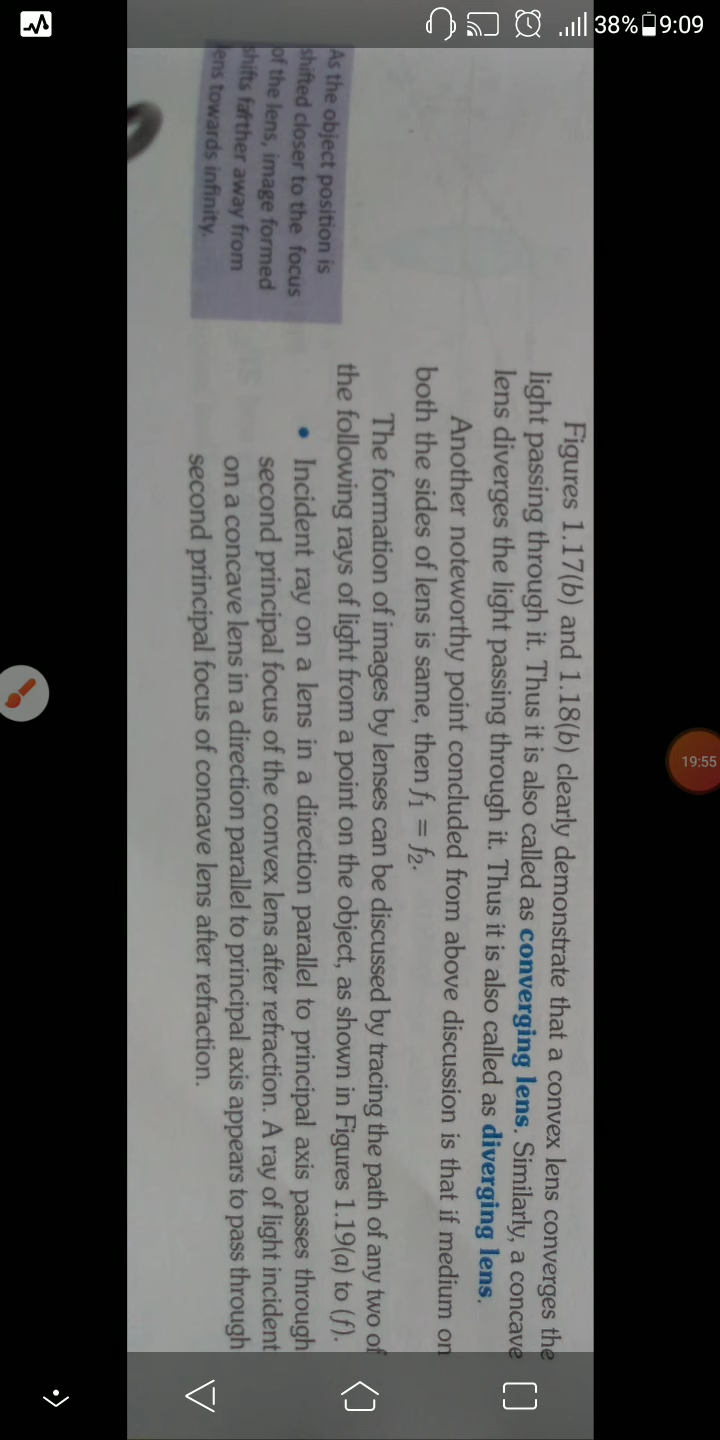 38% 9:09
As the object position is
shifted closer to the focus
of the lens, image formed
shifts farther away from
lens towards infinity.
Figures 1.17(b) and 1.18(b) clearly demonstrate that a convex lens converges the
light passing through it. Thus it is also called as converging lens. Similarly, a concave
lens diverges the light passing through it. Thus it is also called as diverging lens.
Another noteworthy point concluded from above discussion is that if medium on
both the sides of lens is same, then f₁ = f₂.
The formation of images by lenses can be discussed by tracing the path of any two of
the following rays of light from a point on the object, as shown in Figures 1.19(a) to (f).
• Incident ray on a lens in a direction parallel to principal axis passes through
second principal focus of the convex lens after refraction. A ray of light incident
on a concave lens in a direction parallel to principal axis appears to pass through
second principal focus of concave lens after refraction.
19:55